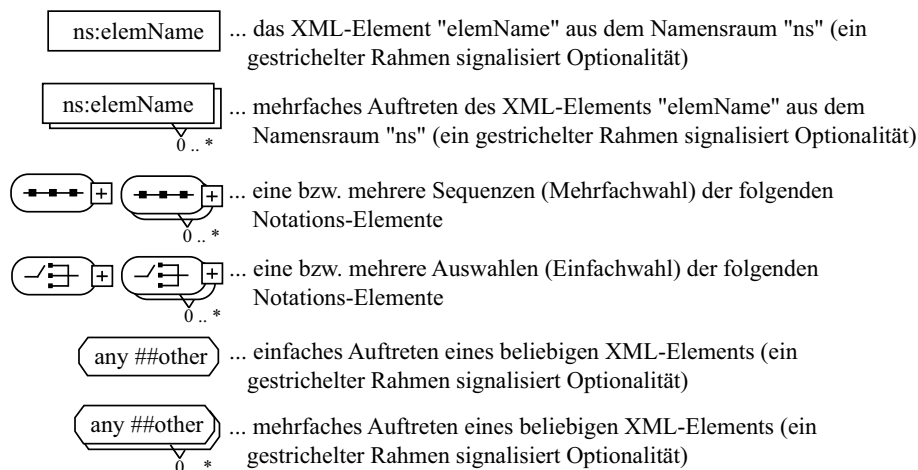 ns:elemName ... das XML-Element "elemName" aus dem Namensraum "ns" (ein
gestrichelter Rahmen signalisiert Optionalität)
ns:elemName ... mehrfaches Auftreten des XML-Elements "elemName" aus dem
Namensraum "ns" (ein gestrichelter Rahmen signalisiert Optionalität)
0 .. *
... eine bzw. mehrere Sequenzen (Mehrfachwahl) der folgenden
Notations-Elemente
0 .. *
... eine bzw. mehrere Auswahlen (Einfachwahl) der folgenden
Notations-Elemente
0 .. *
any ##other ... einfaches Auftreten eines beliebigen XML-Elements (ein
gestrichelter Rahmen signalisiert Optionalität)
any ##other ... mehrfaches Auftreten eines beliebigen XML-Elements (ein
gestrichelter Rahmen signalisiert Optionalität)
0 .. *